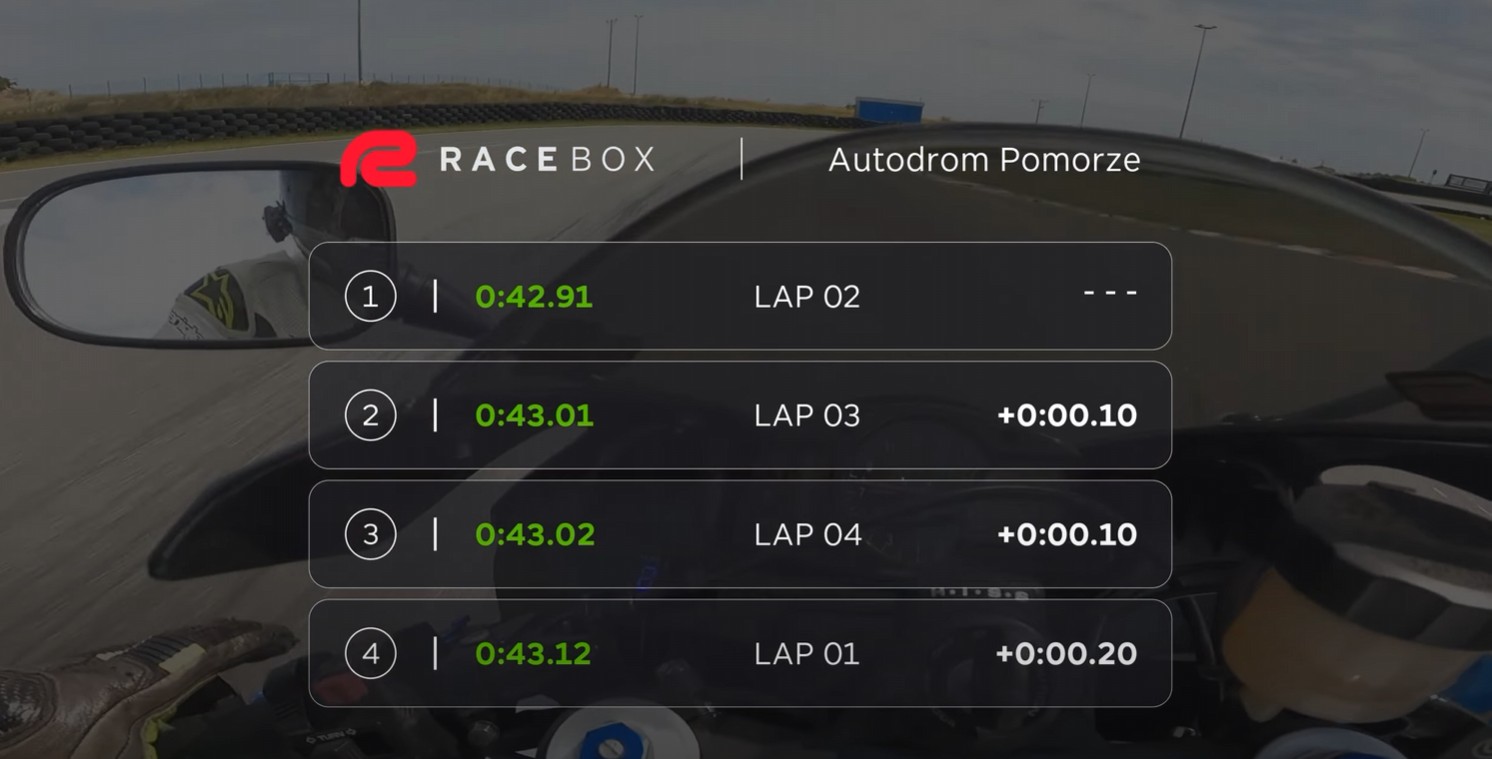 RACEBOX | Autodrom Pomorze
1 | 0:42.91 LAP 02 ---
2 | 0:43.01 LAP 03 +0:00.10
3 | 0:43.02 LAP 04 +0:00.10
H.I.S.S
4 | 0:43.12 LAP 01 +0:00.20
TURN